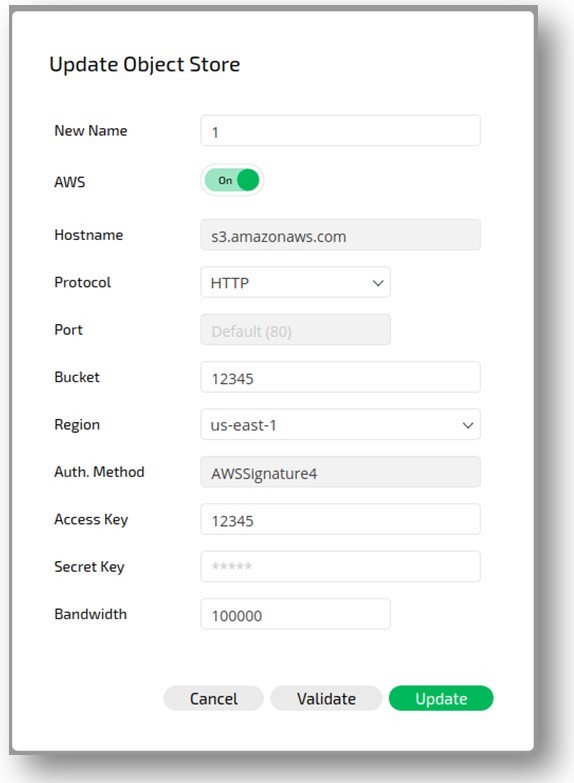 Update Object Store
New Name 1
AWS On
Hostname s3.amazonaws.com
Protocol HTTP
Port Default (80)
Bucket 12345
Region us-east-1
Auth. Method AWSSignature4
Access Key 12345
Secret Key *****
Bandwidth 100000
Cancel Validate Update